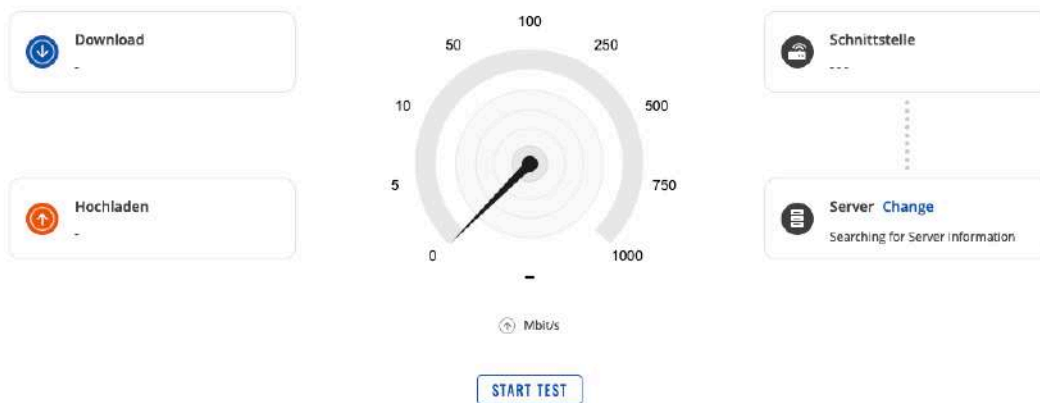 Download
-
Hochladen
-
100
50
250
10
500
5
750
0
1000
-
Mbit/s
START TEST
Schnittstelle
---
Server Change
Searching for Server Information